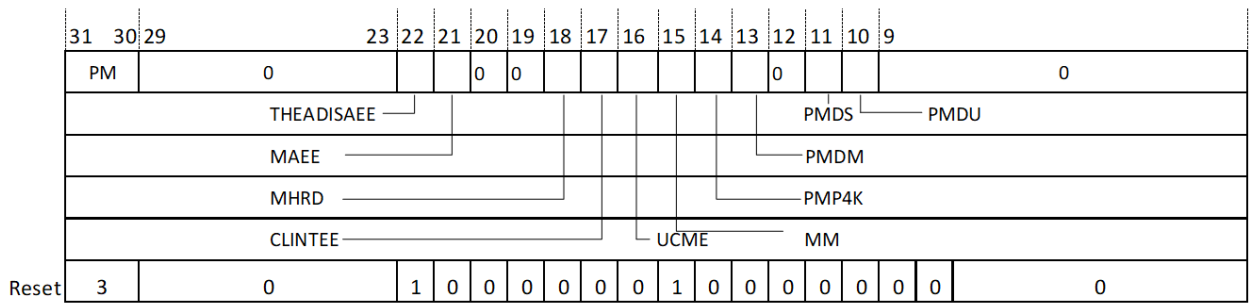 31 30 29 23 22 21 20 19 18 17 16 15 14 13 12 11 10 9
PM 0 0 0 0 0
THEADISAEE PMDS PMDU
MAEE PMDM
MHRD PMP4K
CLINTEE UCME MM
Reset 3 0 1 0 0 0 0 0 0 1 0 0 0 0 0 0 0 0